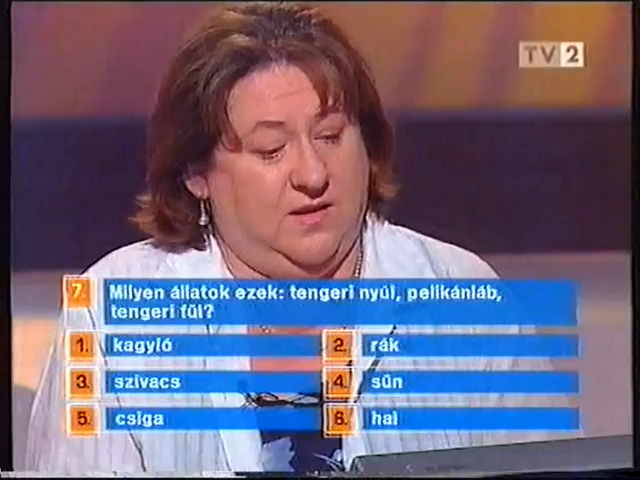 TV2
7. Milyen állatok ezek: tengeri nyúl, pelikánláb,
tengeri fül?
1. kagyló
2. rák
3. szivacs
4. sün
5. csiga
6. hal